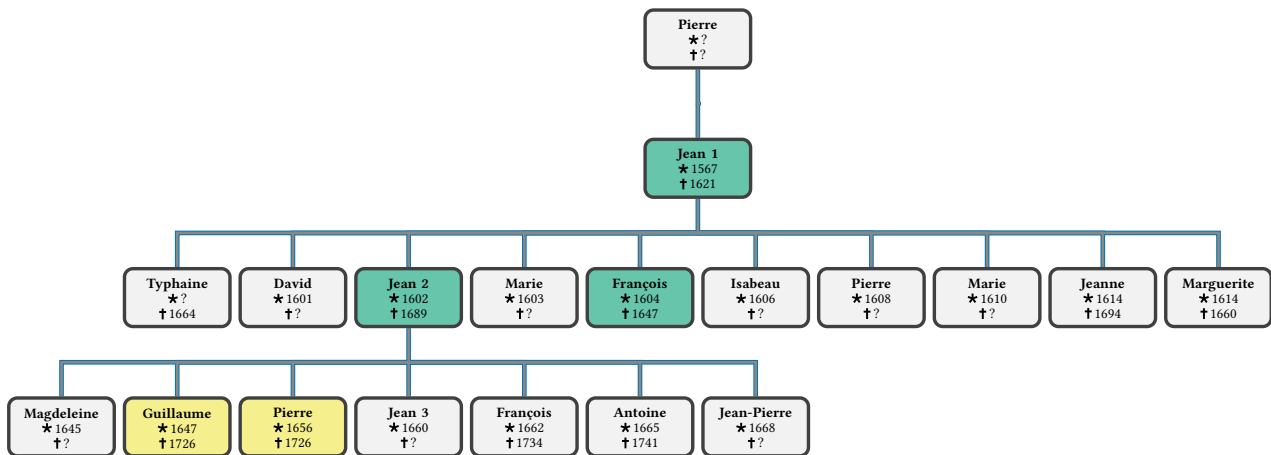 Pierre
* ?
† ?
Jean 1
* 1567
† 1621
Typhaine
* ?
† 1664
David
* 1601
† ?
Jean 2
* 1602
† 1689
Marie
* 1603
† ?
François
* 1604
† 1647
Isabeau
* 1606
† ?
Pierre
* 1608
† ?
Marie
* 1610
† ?
Jeanne
* 1614
† 1694
Marguerite
* 1614
† 1660
Magdeleine
* 1645
† ?
Guillaume
* 1647
† 1726
Pierre
* 1656
† 1726
Jean 3
* 1660
† ?
François
* 1662
† 1734
Antoine
* 1665
† 1741
Jean-Pierre
* 1668
† ?